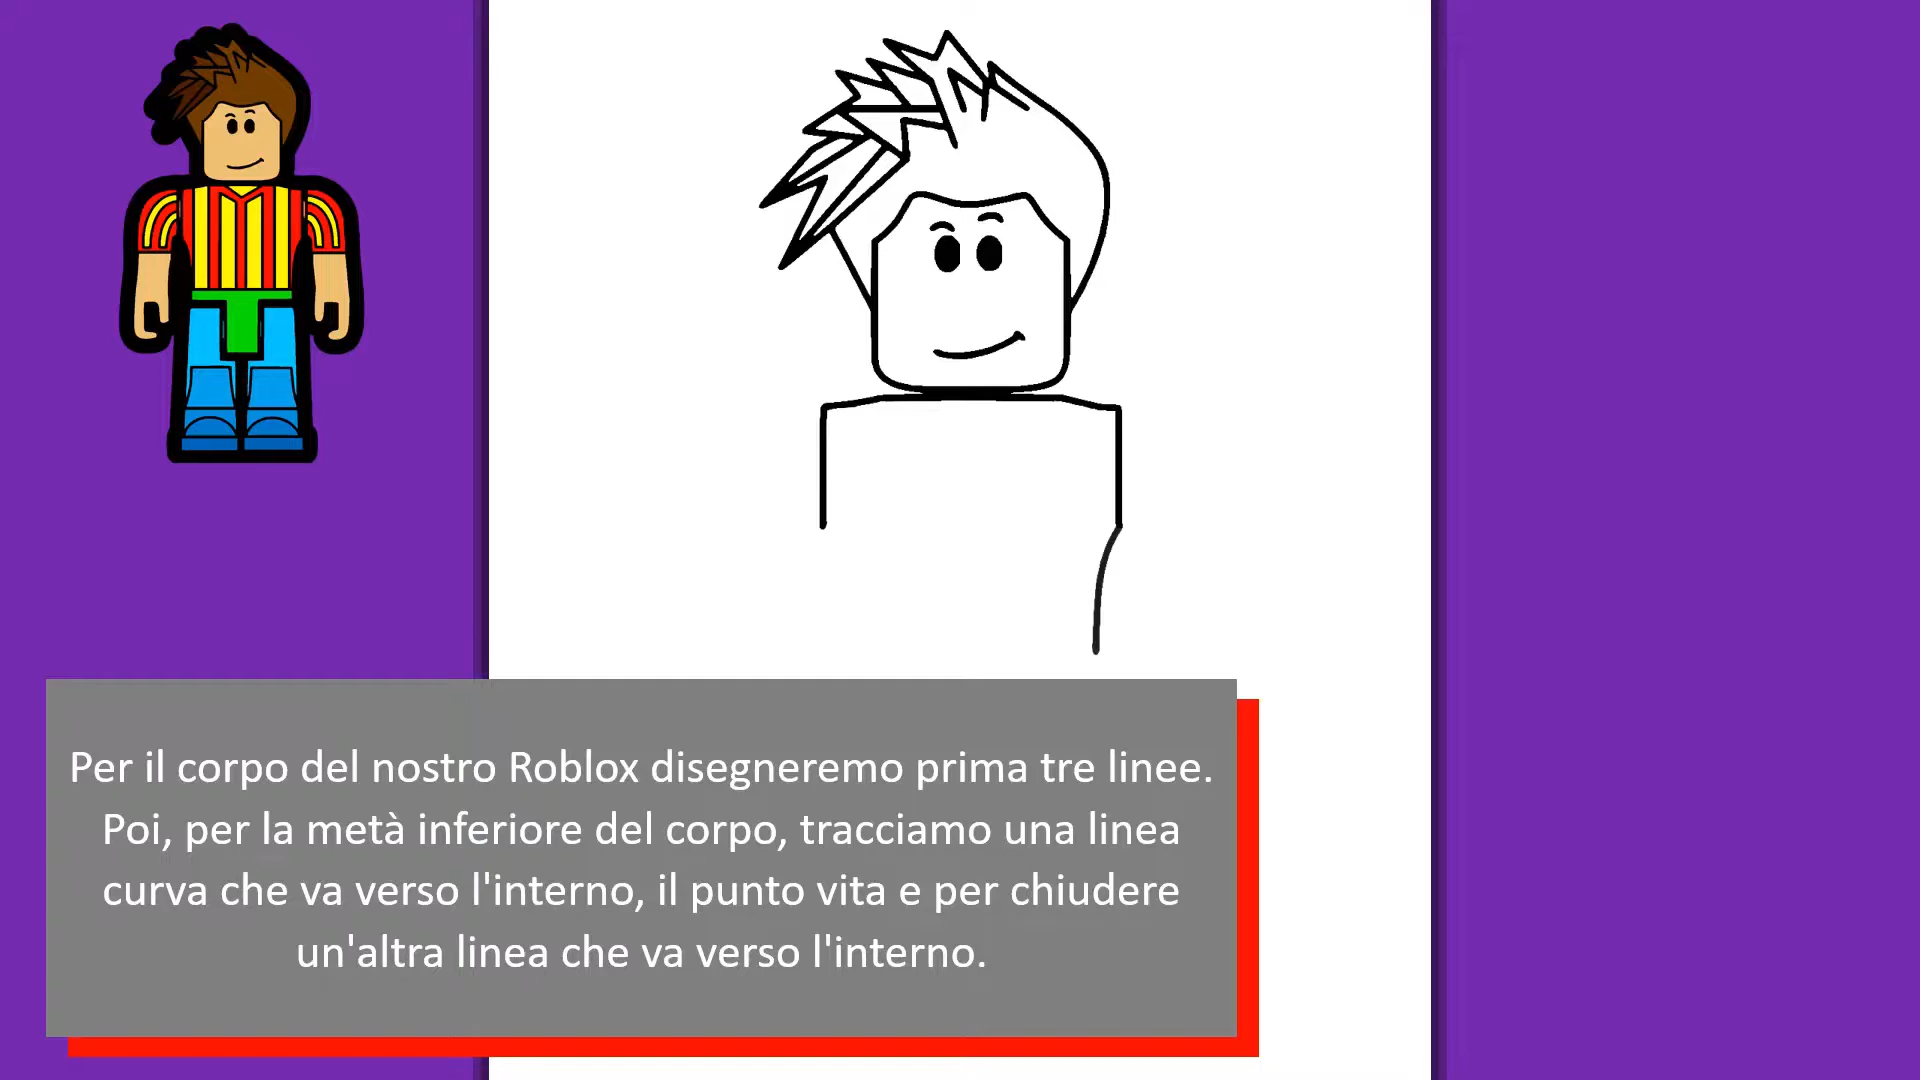 Per il corpo del nostro Roblox disegneremo prima tre linee.
Poi, per la metà inferiore del corpo, tracciamo una linea
curva che va verso l'interno, il punto vita e per chiudere
un'altra linea che va verso l'interno.